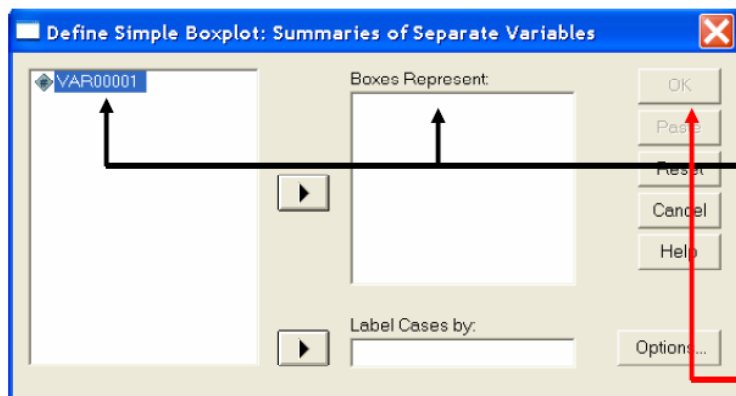 Define Simple Boxplot: Summaries of Separate Variables
VAR00001
Boxes Represent:
OK
Paste
Reset
Cancel
Help
Label Cases by:
Options...